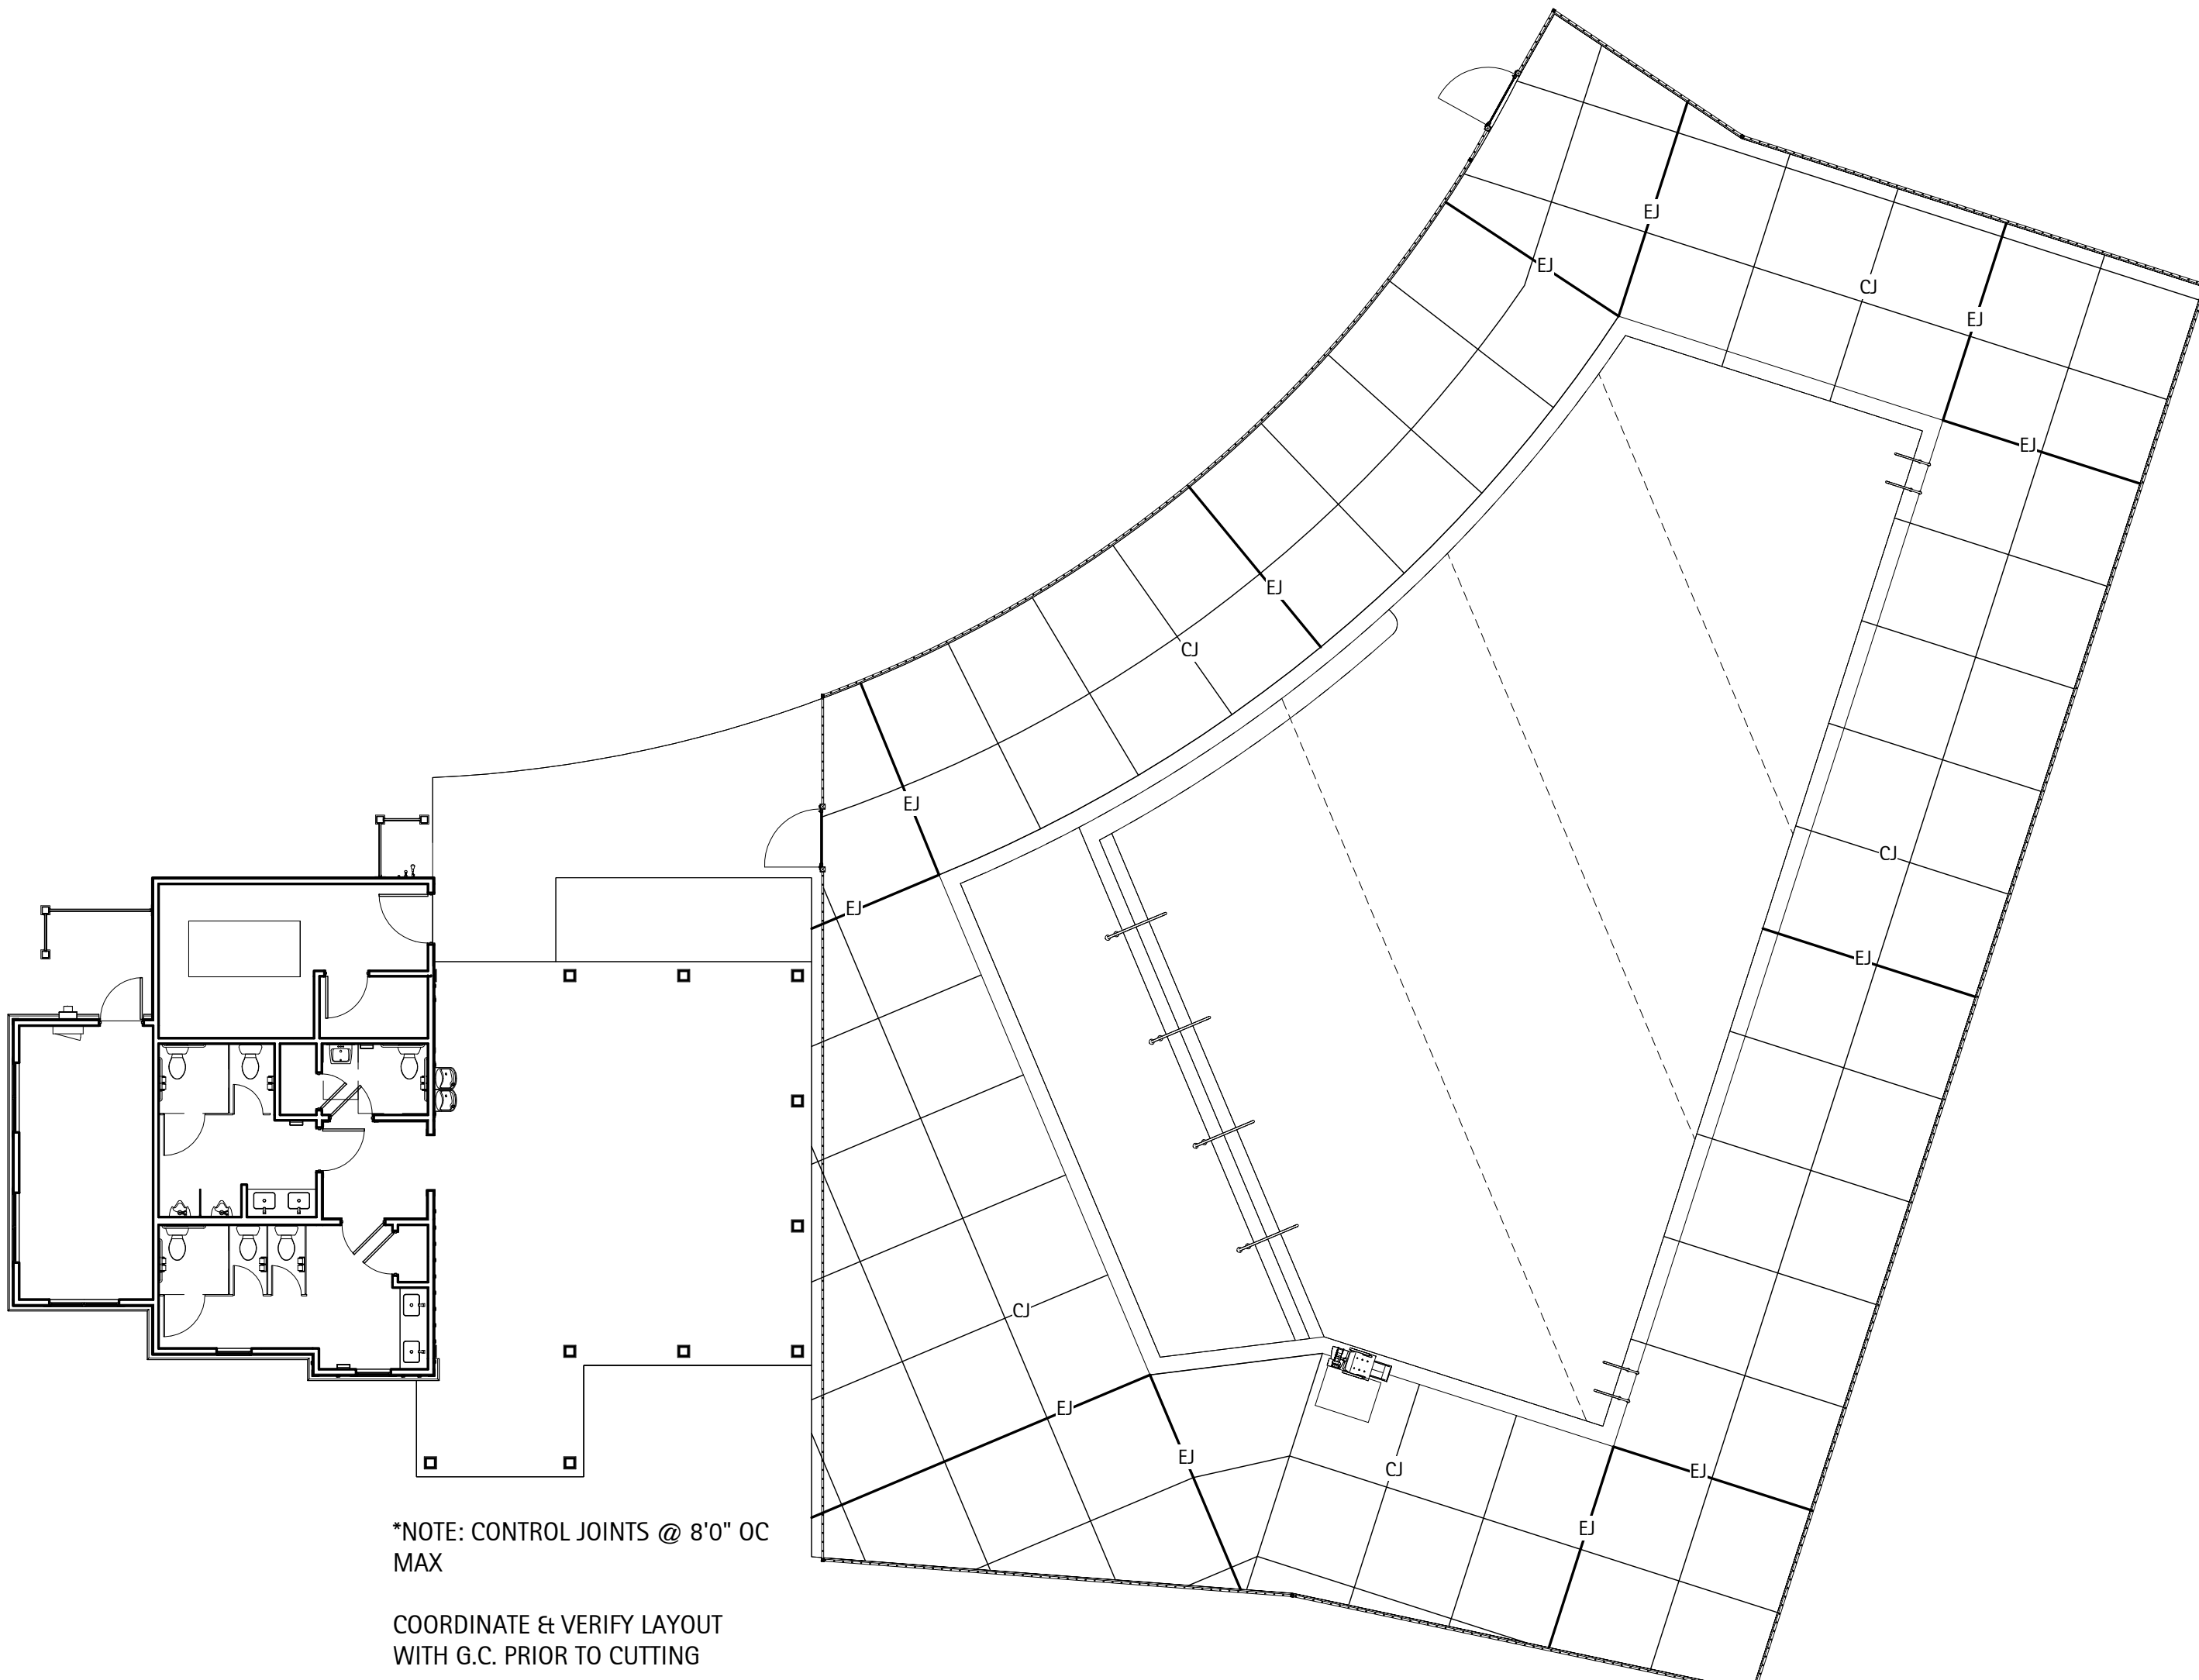 EJ
EJ
CJ
EJ
EJ
EJ
CJ
EJ
CJ
EJ
EJ
CJ
EJ
EJ
CJ
EJ
EJ
*NOTE: CONTROL JOINTS @ 8'0" OC
MAX
COORDINATE & VERIFY LAYOUT
WITH G.C. PRIOR TO CUTTING